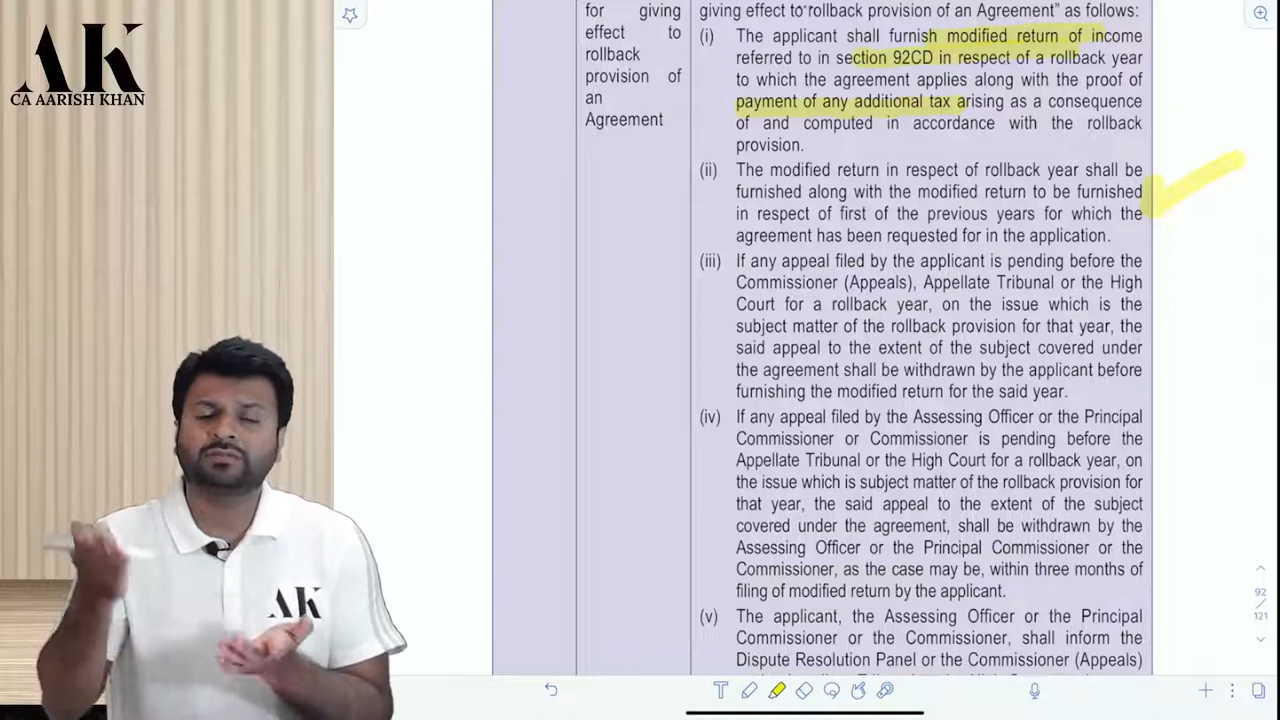 AK
CA AARISH KHAN
for giving
effect to
rollback
provision of
an
Agreement
giving effect to "rollback provision of an Agreement" as follows:
(i) The applicant shall furnish modified return of income
referred to in section 92CD in respect of a rollback year
to which the agreement applies along with the proof of
payment of any additional tax arising as a consequence
of and computed in accordance with the rollback
provision.
(ii) The modified return in respect of rollback year shall be
furnished along with the modified return to be furnished
in respect of first of the previous years for which the
agreement has been requested for in the application.
(iii) If any appeal filed by the applicant is pending before the
Commissioner (Appeals), Appellate Tribunal or the High
Court for a rollback year, on the issue which is the
subject matter of the rollback provision for that year, the
said appeal to the extent of the subject covered under
the agreement shall be withdrawn by the applicant before
furnishing the modified return for the said year.
(iv) If any appeal filed by the Assessing Officer or the Principal
Commissioner or Commissioner is pending before the
Appellate Tribunal or the High Court for a rollback year, on
the issue which is subject matter of the rollback provision for
that year, the said appeal to the extent of the subject
covered under the agreement, shall be withdrawn by the
Assessing Officer or the Principal Commissioner or the
Commissioner, as the case may be, within three months of
filing of modified return by the applicant.
(v) The applicant, the Assessing Officer or the Principal
Commissioner or the Commissioner, shall inform the
Dispute Resolution Panel or the Commissioner (Appeals)
AK
92
121